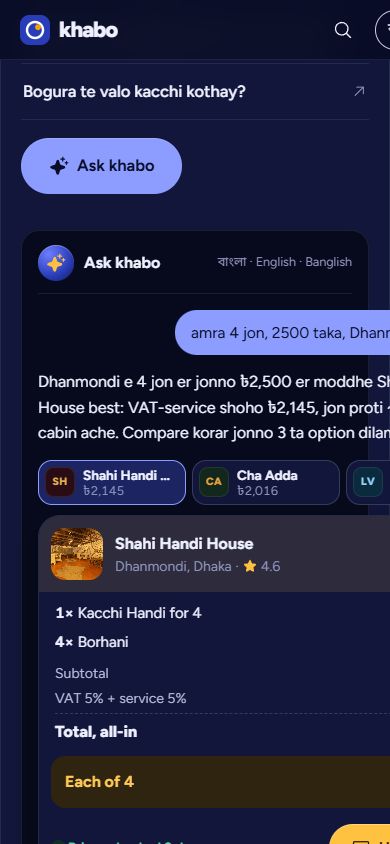 khabo
Bogura te valo kacchi kothay?
Ask khabo
Ask khabo
বাংলা · English · Banglish
amra 4 jon, 2500 taka, Dhanm
Dhanmondi e 4 jon er jonno ৳2,500 er moddhe Sh
House best: VAT-service shoho ৳2,145, jon proti
cabin ache. Compare korar jonno 3 ta option dilam
SH
Shahi Handi ...
৳2,145
CA
Cha Adda
৳2,016
LV
Shahi Handi House
Dhanmondi, Dhaka · ★ 4.6
1× Kacchi Handi for 4
4× Borhani
Subtotal
VAT 5% + service 5%
Total, all-in
Each of 4